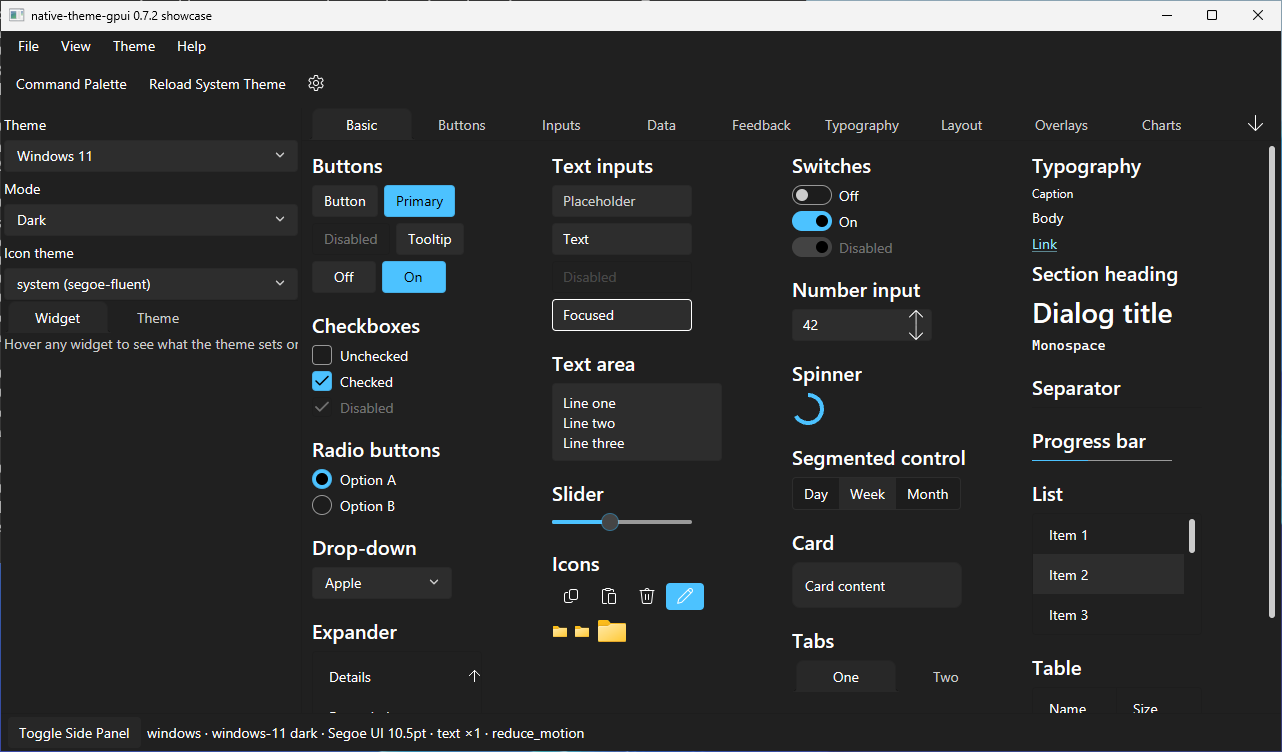 native-theme-gpui 0.7.2 showcase
File View Theme Help
Command Palette Reload System Theme
Theme
Windows 11
Mode
Dark
Icon theme
system (segoe-fluent)
Widget Theme
Hover any widget to see what the theme sets or
Basic Buttons Inputs Data Feedback Typography Layout Overlays Charts
Buttons
Button Primary
Disabled Tooltip
Off On
Checkboxes
Unchecked
Checked
Disabled
Radio buttons
Option A
Option B
Drop-down
Apple
Expander
Details
Text inputs
Placeholder
Text
Disabled
Focused
Text area
Line one
Line two
Line three
Slider
Icons
Switches
Off
On
Disabled
Number input
42
Spinner
Segmented control
Day Week Month
Card
Card content
Tabs
One Two
Typography
Caption
Body
Link
Section heading
Dialog title
Monospace
Separator
Progress bar
List
Item 1
Item 2
Item 3
Table
Name Size
Toggle Side Panel windows · windows-11 dark · Segoe UI 10.5pt · text ×1 · reduce_motion